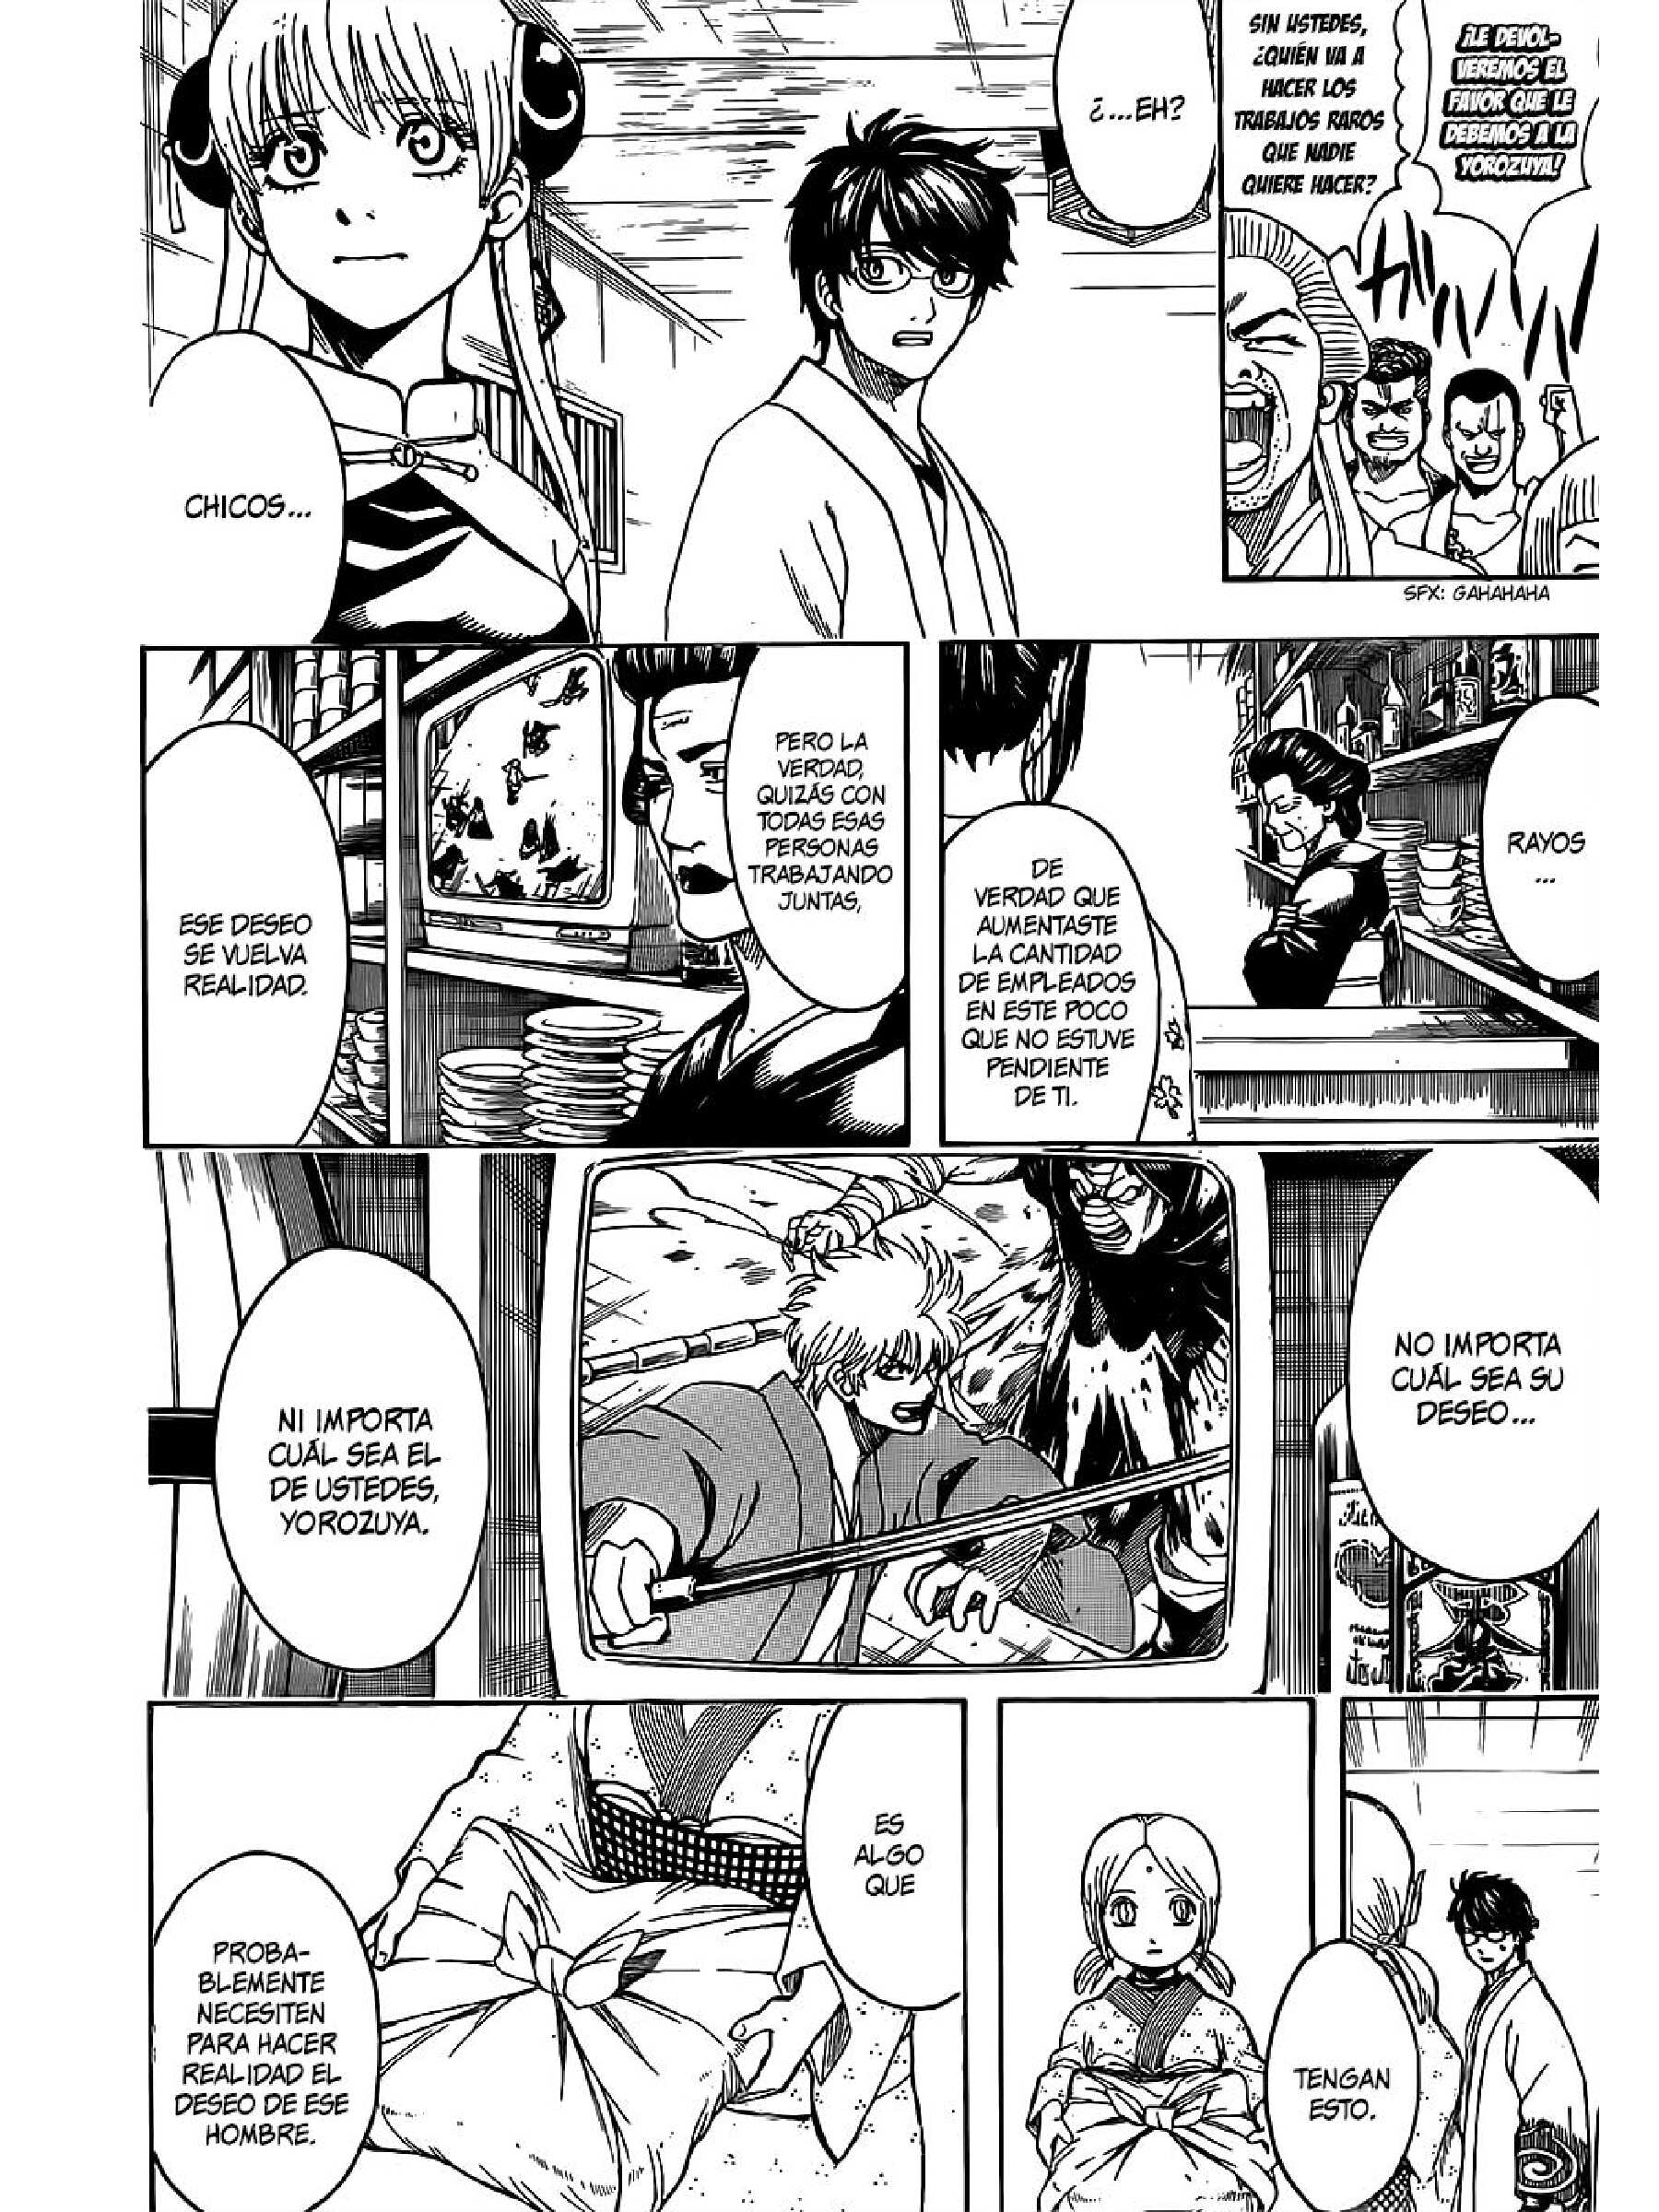 ¡LE DEVOL-
VEREMOS EL
FAVOR QUE LE
DEBEMOS A LA
YOROZUYA!
SIN USTEDES,
¿QUIÉN VA A
HACER LOS
TRABAJOS RAROS
QUE NADIE
QUIERE HACER?
ガハハハ
SFX: GAHAHAHA
¿...EH?
CHICOS...
RAYOS
...
DE
VERDAD QUE
AUMENTASTE
LA CANTIDAD
DE EMPLEADOS
EN ESTE POCO
QUE NO ESTUVE
PENDIENTE
DE TI.
PERO LA
VERDAD,
QUIZÁS CON
TODAS ESAS
PERSONAS
TRABAJANDO
JUNTAS,
ESE DESEO
SE VUELVA
REALIDAD.
NO IMPORTA
CUÁL SEA SU
DESEO...
NI IMPORTA
CUÁL SEA EL
DE USTEDES,
YOROZUYA.
TENGAN
ESTO.
ES
ALGO
QUE
PROBA-
BLEMENTE
NECESITEN
PARA HACER
REALIDAD EL
DESEO DE ESE
HOMBRE.